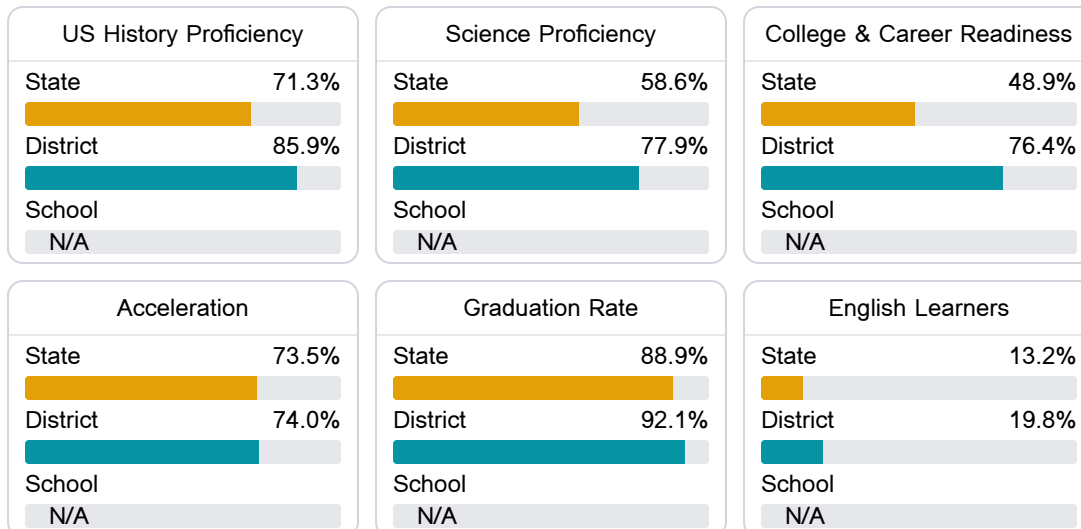 US History Proficiency
State 71.3%
District 85.9%
School
N/A
Science Proficiency
State 58.6%
District 77.9%
School
N/A
College & Career Readiness
State 48.9%
District 76.4%
School
N/A
Acceleration
State 73.5%
District 74.0%
School
N/A
Graduation Rate
State 88.9%
District 92.1%
School
N/A
English Learners
State 13.2%
District 19.8%
School
N/A